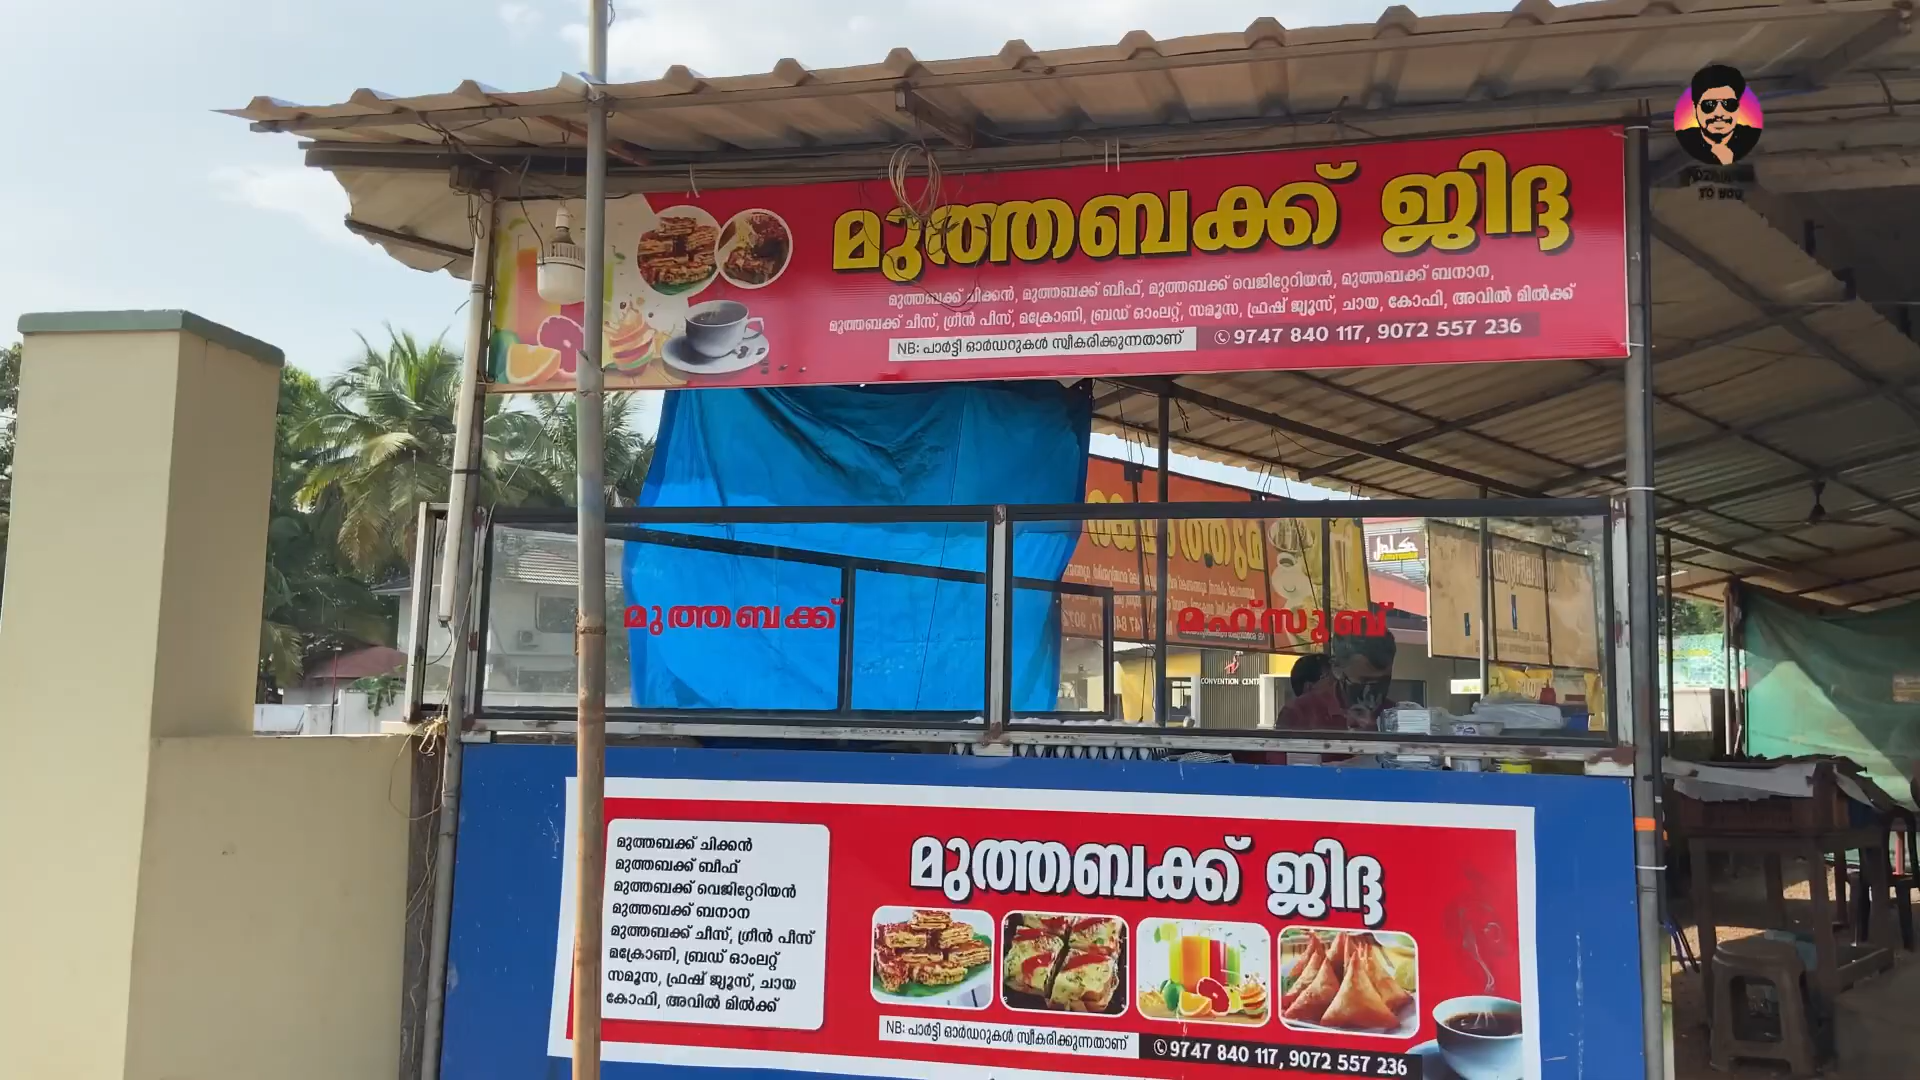 മുത്തബക്ക് ജിദ്ദ
മുത്തബക്ക് ചിക്കൻ, മുത്തബക്ക് ബീഫ്, മുത്തബക്ക് വെജിറ്റേറിയൻ, മുത്തബക്ക് ബനാന,
മുത്തബക്ക് ചീസ്, ഗ്രീൻ പീസ്, മക്രോണി, ബ്രഡ് ഓംലറ്റ്, സമൂസ, ഫ്രഷ് ജ്യൂസ്, ചായ, കോഫി, അവിൽ മിൽക്ക്
NB: പാർട്ടി ഓർഡറുകൾ സ്വീകരിക്കുന്നതാണ് 9747 840 117, 9072 557 236
TO YOU
മുത്തബക്ക് മഹ്സൂബ്
CONVENTION CENT
മുത്തബക്ക് ചിക്കൻ
മുത്തബക്ക് ബീഫ്
മുത്തബക്ക് വെജിറ്റേറിയൻ
മുത്തബക്ക് ബനാന
മുത്തബക്ക് ചീസ്, ഗ്രീൻ പീസ്
മക്രോണി, ബ്രഡ് ഓംലറ്റ്
സമൂസ, ഫ്രഷ് ജ്യൂസ്, ചായ
കോഫി, അവിൽ മിൽക്ക്
മുത്തബക്ക് ജിദ്ദ
NB: പാർട്ടി ഓർഡറുകൾ സ്വീകരിക്കുന്നതാണ് 9747 840 117, 9072 557 236